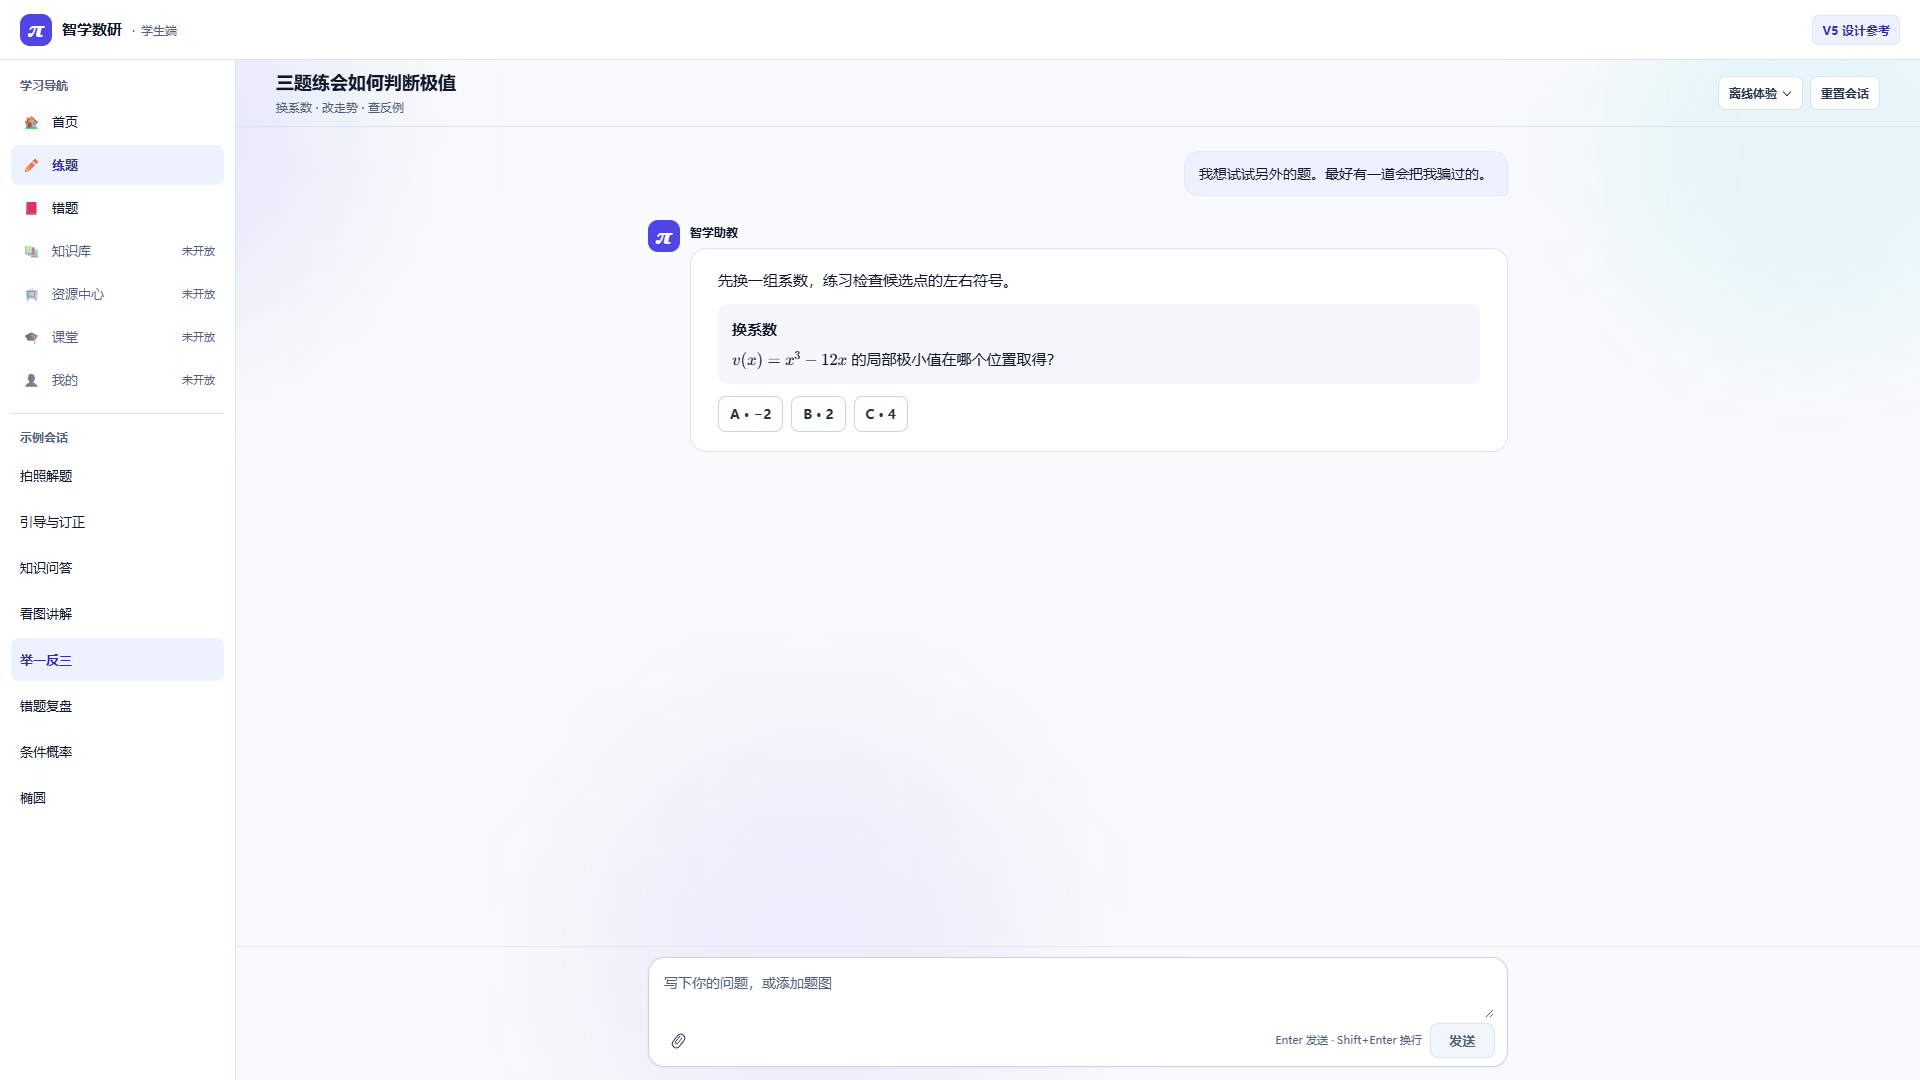 π 智学数研 · 学生端
V5 设计参考
学习导航
首页
练题
错题
知识库 未开放
资源中心 未开放
课堂 未开放
我的 未开放
示例会话
拍照解题
引导与订正
知识问答
看图讲解
举一反三
错题复盘
条件概率
椭圆
三题练会如何判断极值
换系数 · 改走势 · 查反例
离线体验
重置会话
我想试试另外的题。最好有一道会把我骗过的。
π 智学助教
先换一组系数，练习检查候选点的左右符号。
换系数
v(x) = x³ − 12x 的局部极小值在哪个位置取得？
A • −2 B • 2 C • 4
写下你的问题，或添加题图
Enter 发送 · Shift+Enter 换行 发送